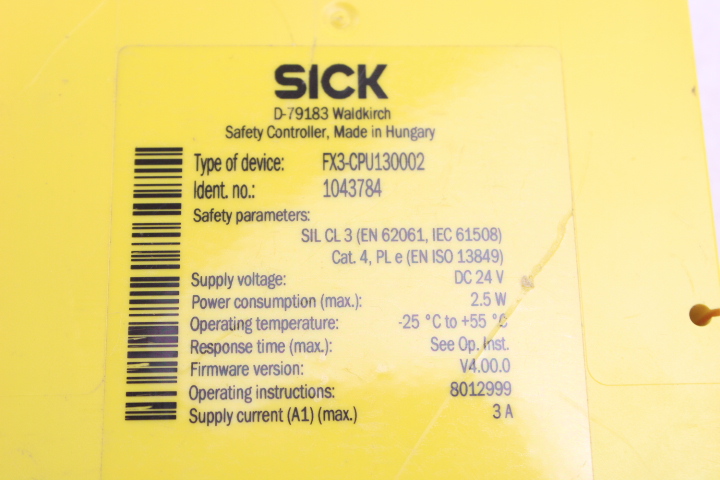 SICK
D-79183 Waldkirch
Safety Controller, Made in Hungary
Type of device: FX3-CPU130002
Ident. no.: 1043784
Safety parameters:
SIL CL 3 (EN 62061, IEC 61508)
Cat. 4, PL e (EN ISO 13849)
Supply voltage: DC 24 V
Power consumption (max.): 2.5 W
Operating temperature: -25 °C to +55 °C
Response time (max.): See Op. Inst.
Firmware version: V4.00.0
Operating instructions: 8012999
Supply current (A1) (max.) 3 A